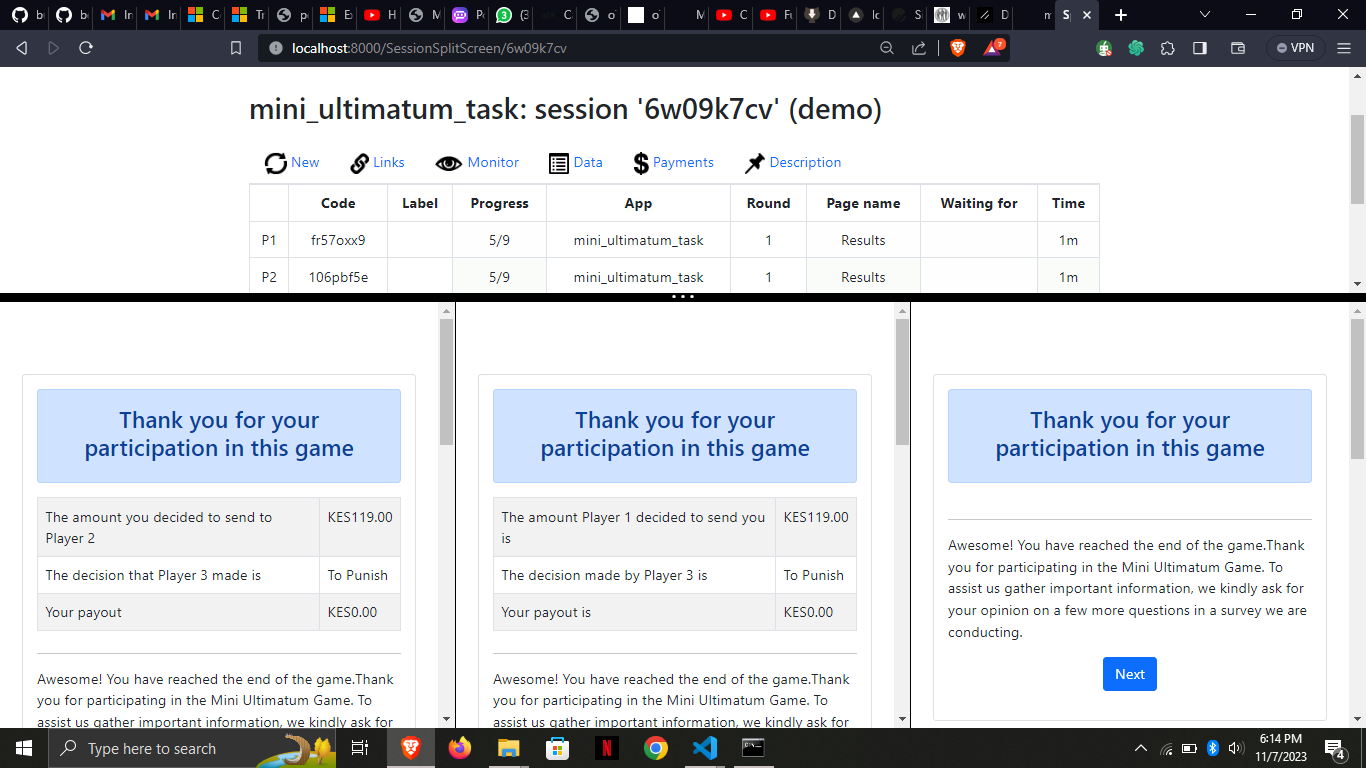 localhost:8000/SessionSplitScreen/6w09k7cv
7
VPN
mini_ultimatum_task: session '6w09k7cv' (demo)
New Links Monitor Data Payments Description
Code Label Progress App Round Page name Waiting for Time
P1 fr57oxx9 5/9 mini_ultimatum_task 1 Results 1m
P2 106pbf5e 5/9 mini_ultimatum_task 1 Results 1m
Thank you for your
participation in this game
The amount you decided to send to KES119.00
Player 2
The decision that Player 3 made is To Punish
Your payout KES0.00
Awesome! You have reached the end of the game.Thank
you for participating in the Mini Ultimatum Game. To
assist us gather important information, we kindly ask for
Thank you for your
participation in this game
The amount Player 1 decided to send you KES119.00
is
The decision made by Player 3 is To Punish
Your payout is KES0.00
Awesome! You have reached the end of the game.Thank
you for participating in the Mini Ultimatum Game. To
assist us gather important information, we kindly ask for
Thank you for your
participation in this game
Awesome! You have reached the end of the game.Thank
you for participating in the Mini Ultimatum Game. To
assist us gather important information, we kindly ask for
your opinion on a few more questions in a survey we are
conducting.
Next
Type here to search
6:14 PM
11/7/2023
4